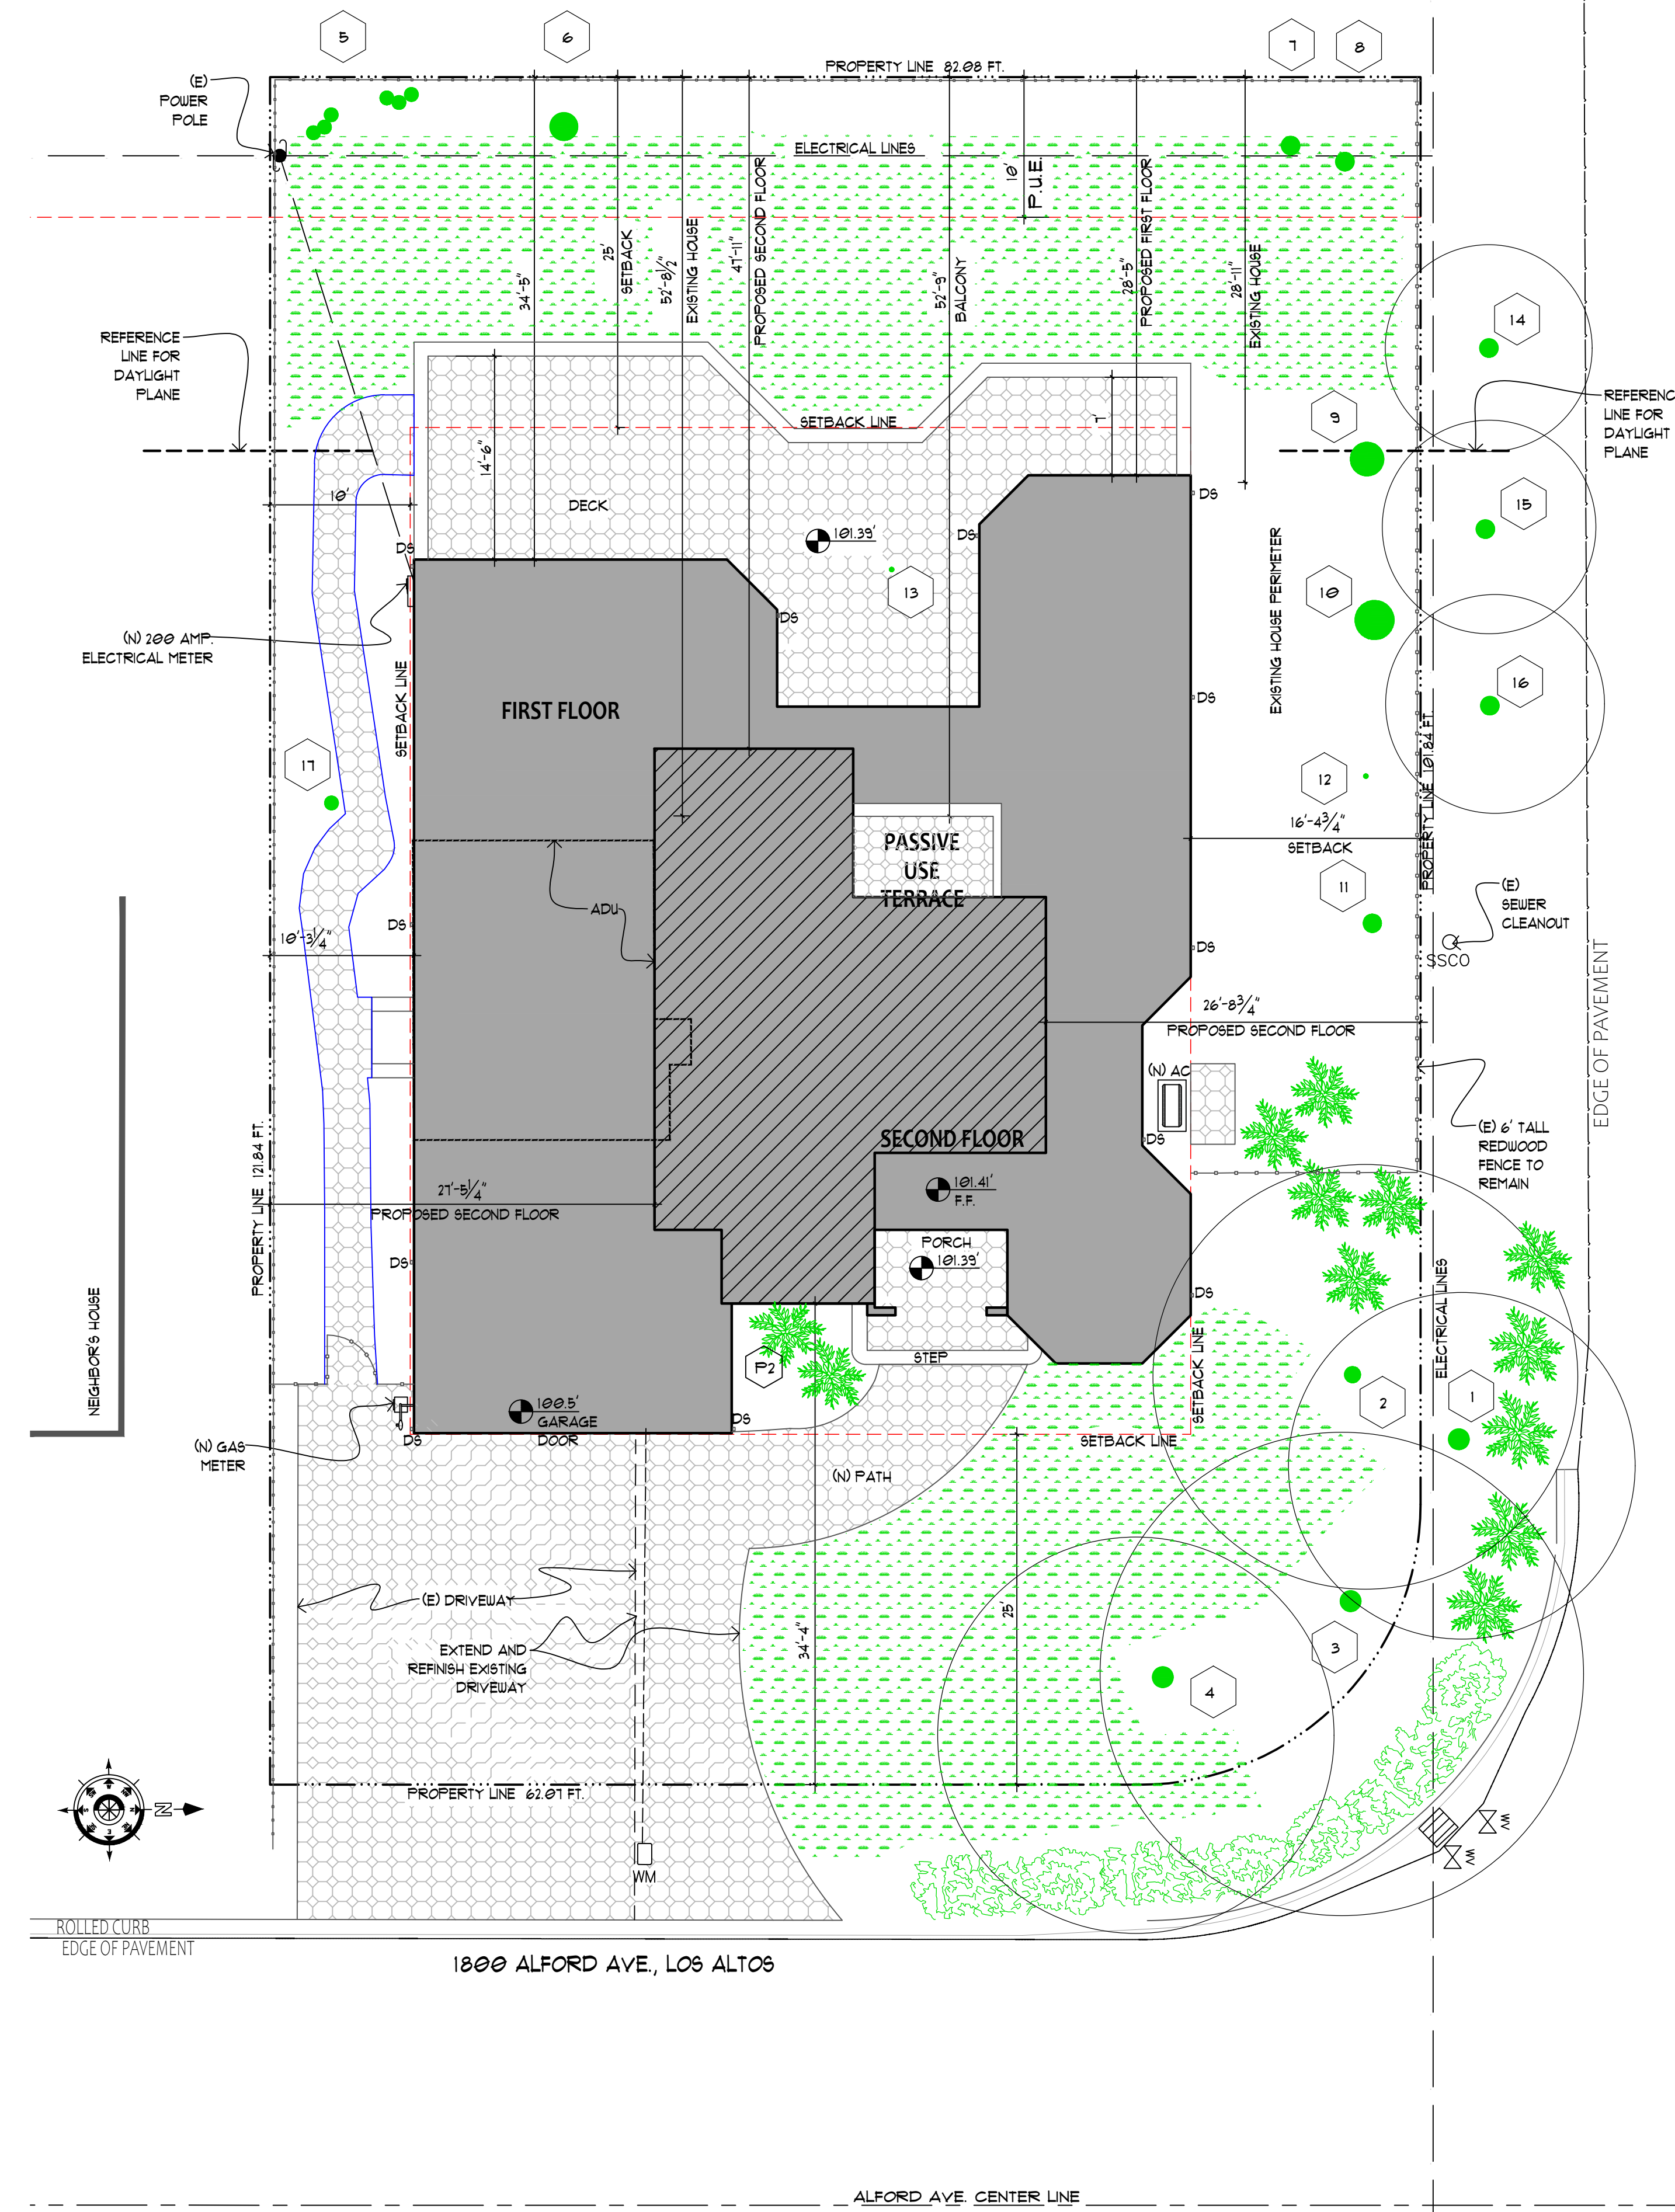 5
6
7
8
PROPERTY LINE 82.08 FT.
(E)
POWER
POLE
ELECTRICAL LINES
10'
P.U.E.
34'-5"
25'
SETBACK
52'-8½"
EXISTING HOUSE
47'-11"
PROPOSED SECOND FLOOR
52'-9"
BALCONY
28'-5"
PROPOSED FIRST FLOOR
28'-11"
EXISTING HOUSE
14
REFERENCE
LINE FOR
DAYLIGHT
PLANE
REFERENC
LINE FOR
DAYLIGHT
PLANE
9
SETBACK LINE
14'-6"
7'
10'
DECK
DS
DS
DS
15
101.39'
13
10
EXISTING HOUSE PERIMETER
DS
(N) 200 AMP.
ELECTRICAL METER
SETBACK LINE
FIRST FLOOR
DS
16
PROPERTY LINE 101.84 FT.
17
12
16'-4¾"
SETBACK
PASSIVE
USE
TERRACE
11
(E)
SEWER
CLEANOUT
SSCO
ADU
DS
10'-3¼"
DS
EDGE OF PAVEMENT
26'-8¾"
PROPOSED SECOND FLOOR
(N) AC
DS
(E) 6' TALL
REDWOOD
FENCE TO
REMAIN
SECOND FLOOR
101.41'
F.F.
PROPERTY LINE 121.84 FT.
27'-5¼"
PROPOSED SECOND FLOOR
PORCH
101.39'
DS
DS
ELECTRICAL LINES
NEIGHBOR'S HOUSE
P2
STEP
SETBACK LINE
2
1
100.5'
GARAGE
DOOR
DS
DS
SETBACK LINE
(N) GAS
METER
(N) PATH
(E) DRIVEWAY
EXTEND AND
REFINISH EXISTING
DRIVEWAY
34'-4"
25'
3
4
PROPERTY LINE 62.07 FT.
N
WM
WV
WV
ROLLED CURB
EDGE OF PAVEMENT
1800 ALFORD AVE., LOS ALTOS
ALFORD AVE. CENTER LINE